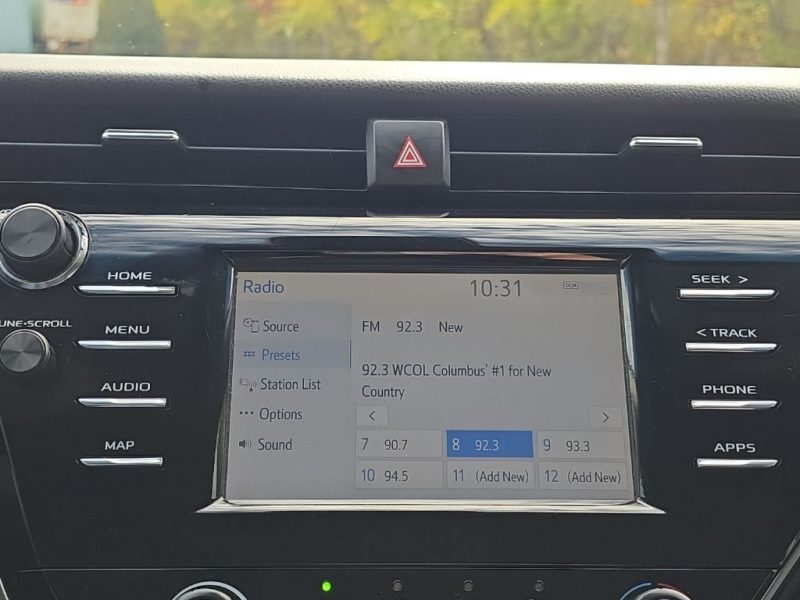 HOME
SEEK >
TUNE•SCROLL
MENU
< TRACK
AUDIO
PHONE
MAP
APPS
Radio
10:31
DCM
Source
Presets
Station List
Options
Sound
FM 92.3 New
92.3 WCOL Columbus' #1 for New
Country
< >
7 90.7 8 92.3 9 93.3
10 94.5 11 (Add New) 12 (Add New)